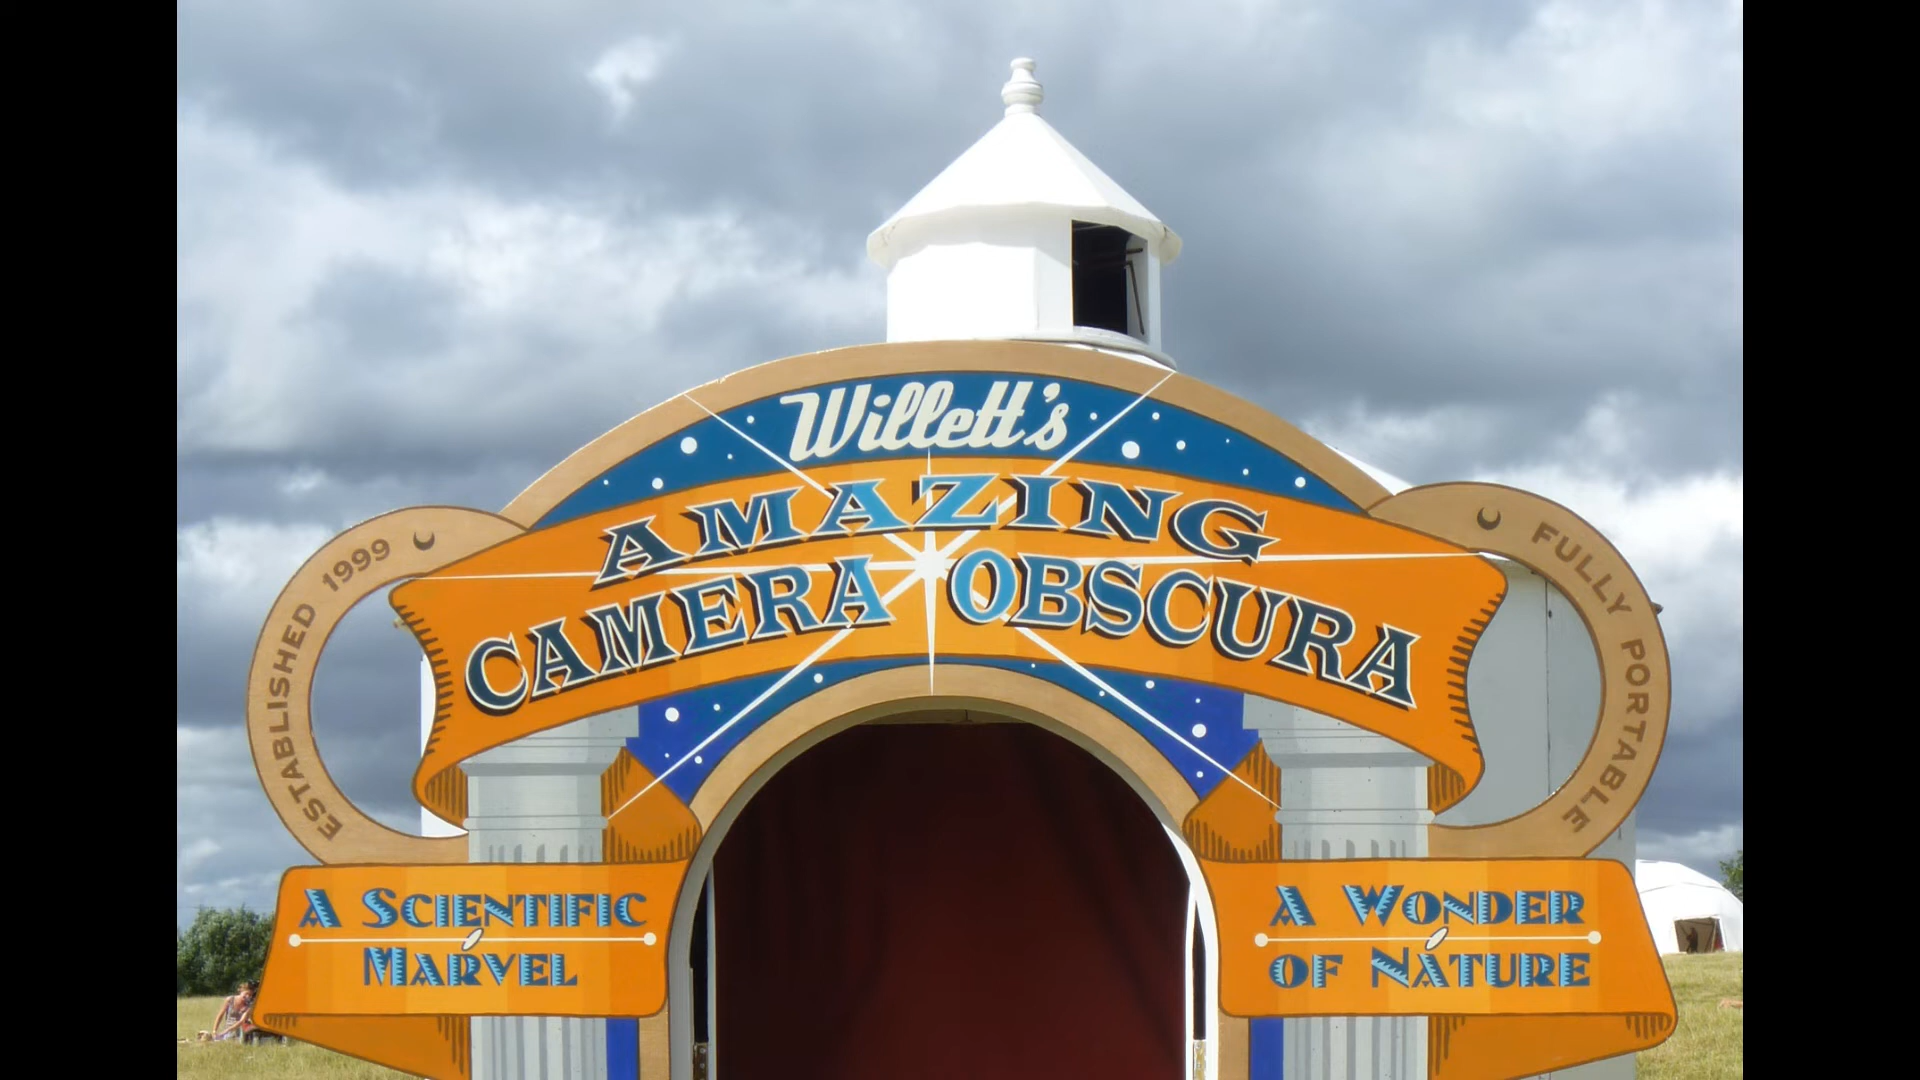 Willett's
AMAZING
CAMERA OBSCURA
ESTABLISHED 1999
FULLY PORTABLE
A SCIENTIFIC
MARVEL
A WONDER
OF NATURE